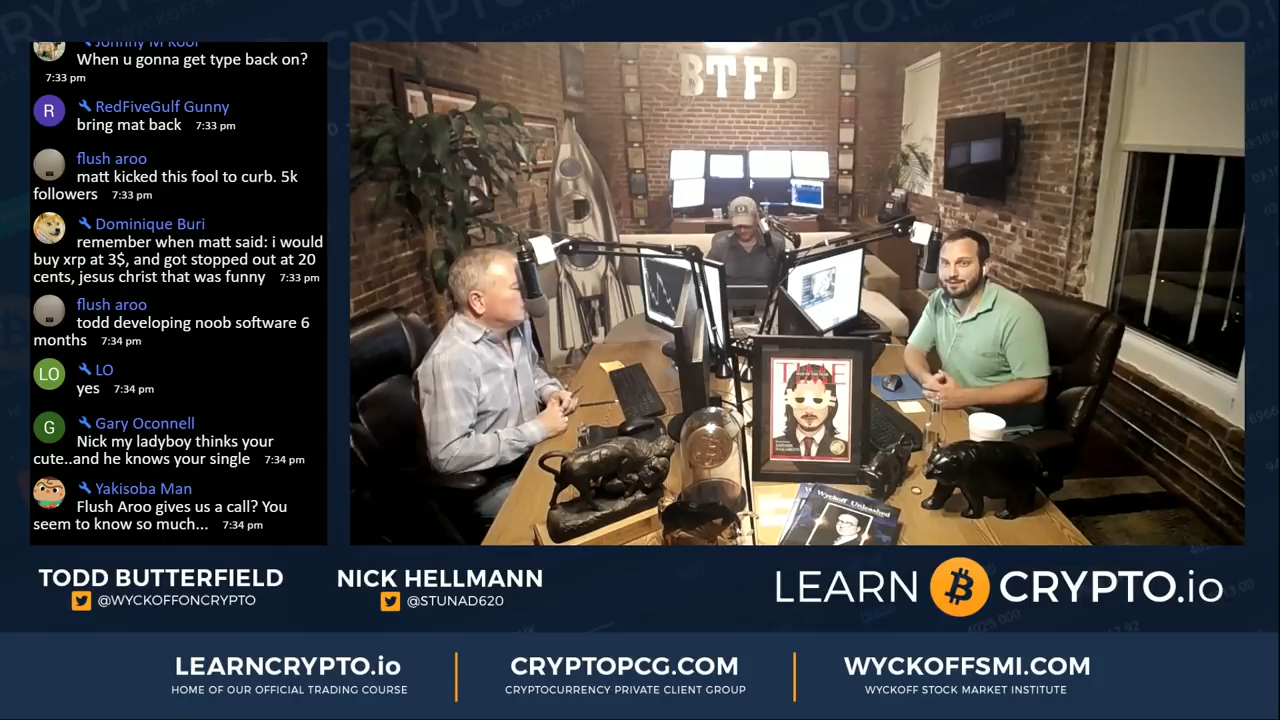 Johnny M Kool
When u gonna get type back on?
7:33 pm
R
RedFiveGulf Gunny
bring mat back 7:33 pm
flush aroo
matt kicked this fool to curb. 5k
followers 7:33 pm
Dominique Buri
remember when matt said: i would
buy xrp at 3$, and got stopped out at 20
cents, jesus christ that was funny 7:33 pm
flush aroo
todd developing noob software 6
months 7:34 pm
LO
LO
yes 7:34 pm
G
Gary Oconnell
Nick my ladyboy thinks your
cute..and he knows your single 7:34 pm
Yakisoba Man
Flush Aroo gives us a call? You
seem to know so much... 7:34 pm
BTFD
TIME
Wyckoff Unleashed
TODD BUTTERFIELD
@WYCKOFFONCRYPTO
NICK HELLMANN
@STUNAD620
LEARN CRYPTO.io
LEARNCRYPTO.io
HOME OF OUR OFFICIAL TRADING COURSE
CRYPTOPCG.COM
CRYPTOCURRENCY PRIVATE CLIENT GROUP
WYCKOFFSMI.COM
WYCKOFF STOCK MARKET INSTITUTE